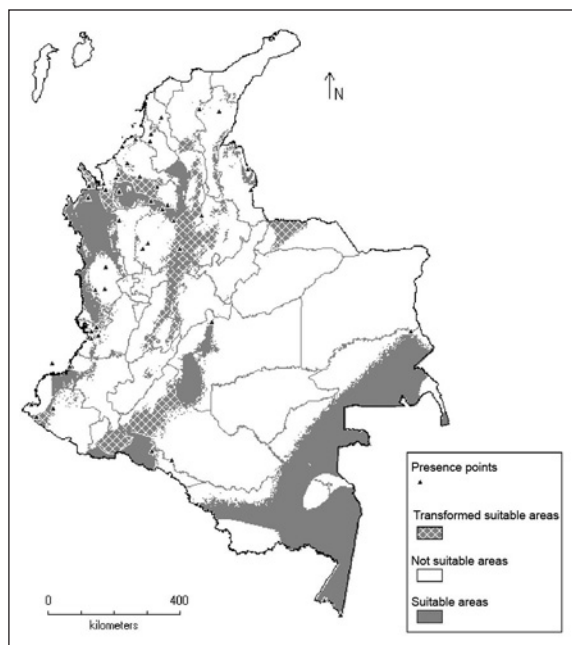 N
Presence points
Transformed suitable areas
Not suitable areas
Suitable areas
0 400
kilometers